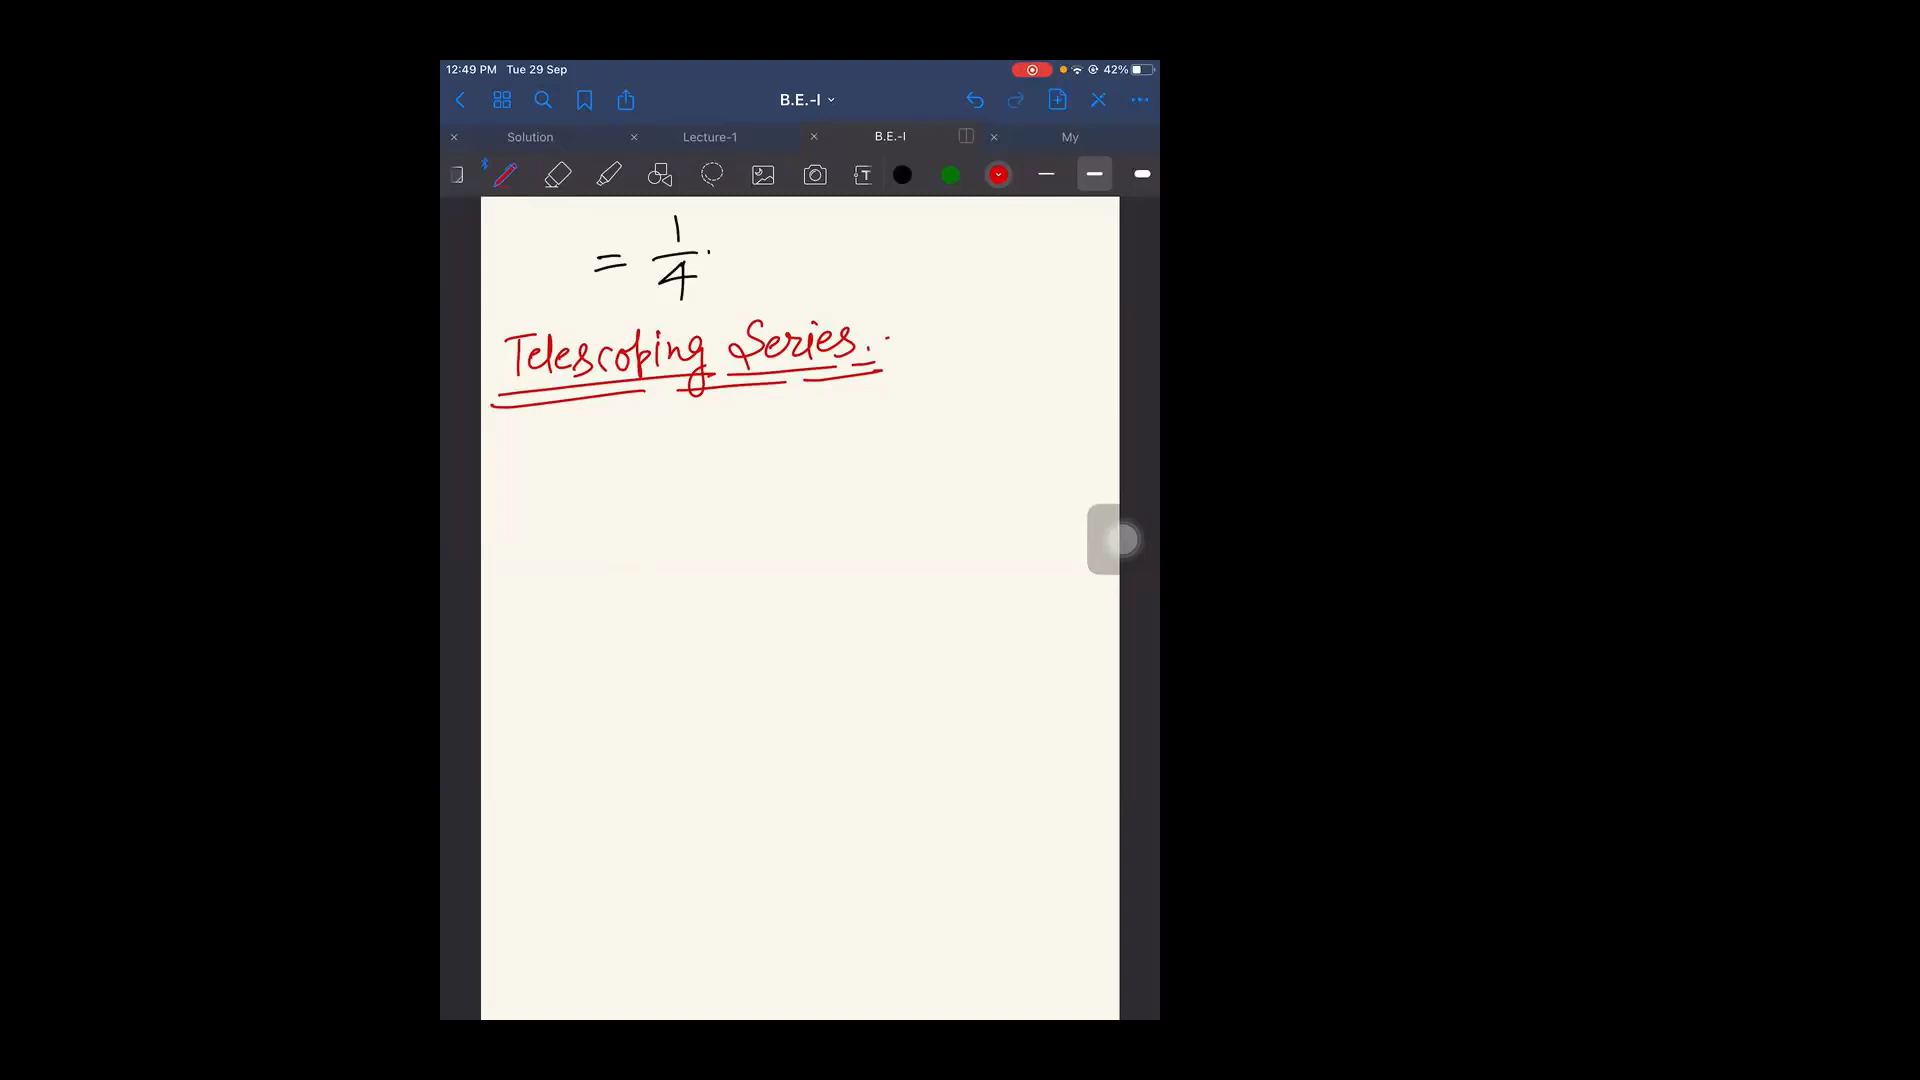 12:49 PM Tue 29 Sep 42%
B.E.-I
Solution Lecture-1 B.E.-I My
T
= 1/4 .
Telescoping Series..